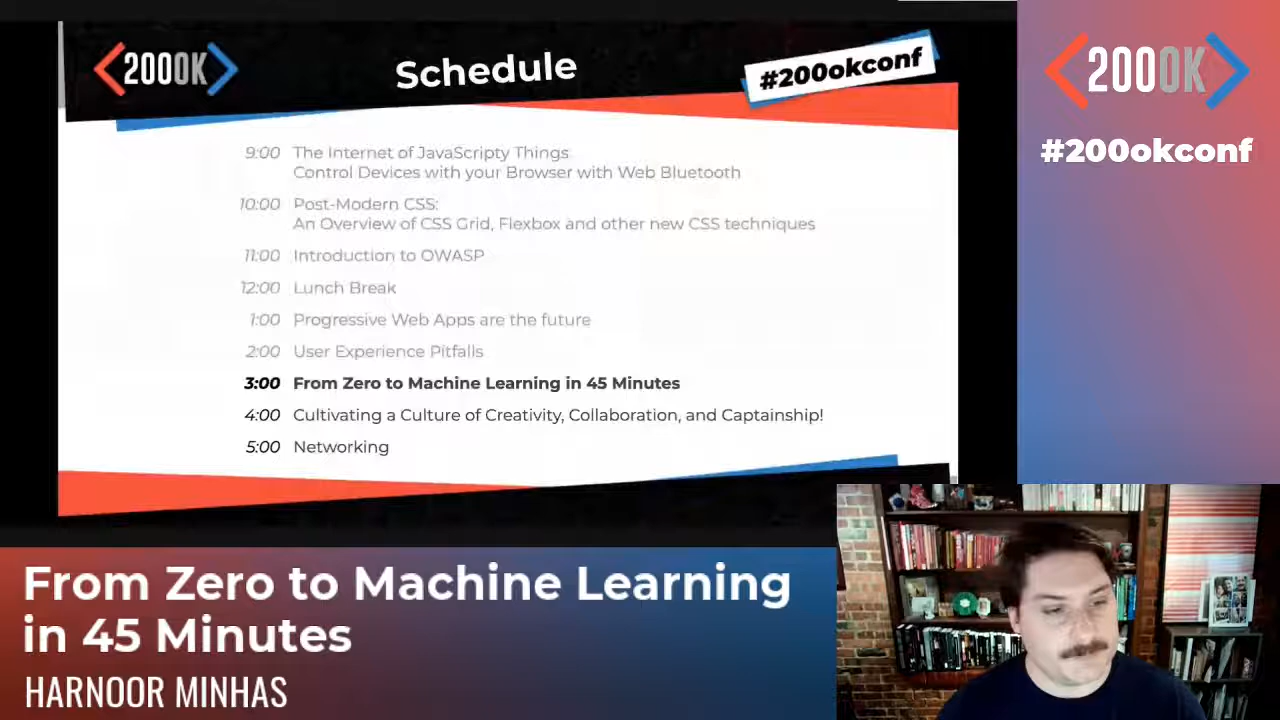 200OK
Schedule
#200okconf
9:00 The Internet of JavaScripty Things
Control Devices with your Browser with Web Bluetooth
10:00 Post-Modern CSS:
An Overview of CSS Grid, Flexbox and other new CSS techniques
11:00 Introduction to OWASP
12:00 Lunch Break
1:00 Progressive Web Apps are the future
2:00 User Experience Pitfalls
3:00 From Zero to Machine Learning in 45 Minutes
4:00 Cultivating a Culture of Creativity, Collaboration, and Captainship!
5:00 Networking
200OK
#200okconf
From Zero to Machine Learning
in 45 Minutes
HARNOOR MINHAS